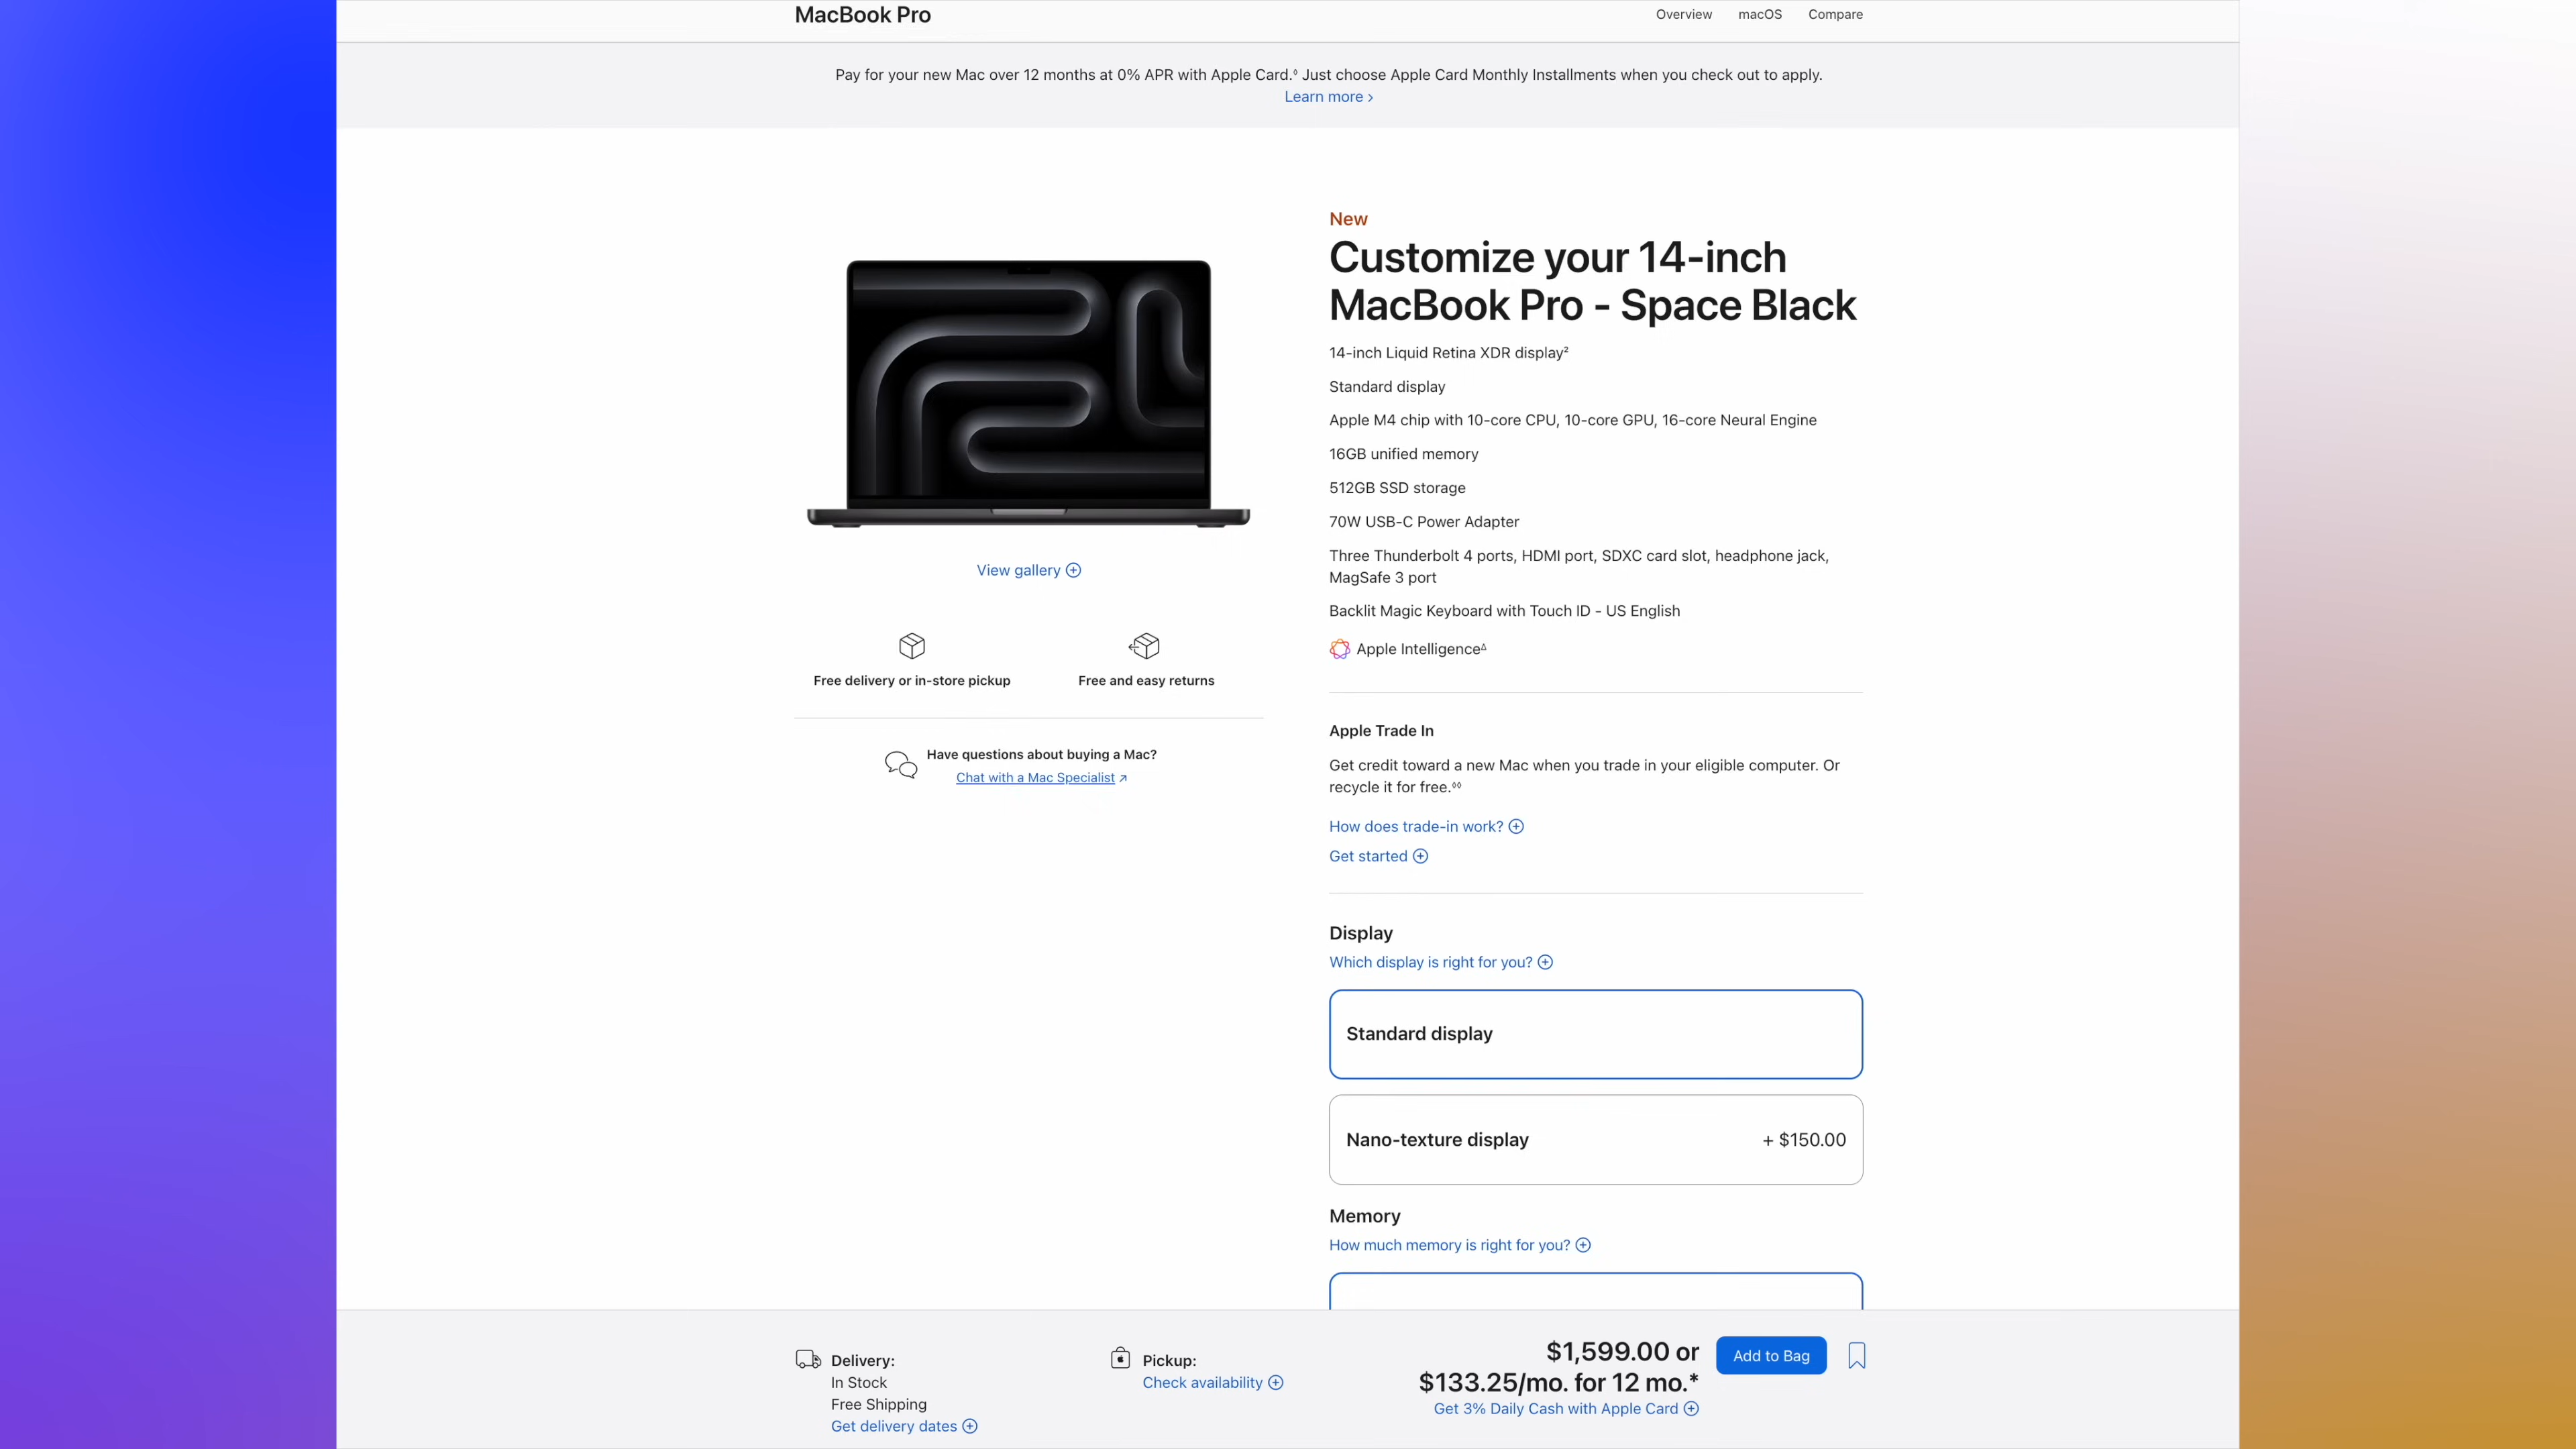 MacBook Pro
Overview
macOS
Compare
Pay for your new Mac over 12 months at 0% APR with Apple Card.◊ Just choose Apple Card Monthly Installments when you check out to apply.
Learn more ›
New
Customize your 14-inch
MacBook Pro - Space Black
14-inch Liquid Retina XDR display²
Standard display
Apple M4 chip with 10-core CPU, 10-core GPU, 16-core Neural Engine
16GB unified memory
512GB SSD storage
70W USB-C Power Adapter
Three Thunderbolt 4 ports, HDMI port, SDXC card slot, headphone jack,
MagSafe 3 port
Backlit Magic Keyboard with Touch ID - US English
Apple IntelligenceΔ
View gallery
Free delivery or in-store pickup
Free and easy returns
Have questions about buying a Mac?
Chat with a Mac Specialist ↗
Apple Trade In
Get credit toward a new Mac when you trade in your eligible computer. Or
recycle it for free.◊◊
How does trade-in work?
Get started
Display
Which display is right for you?
Standard display
Nano-texture display + $150.00
Memory
How much memory is right for you?
Delivery:
In Stock
Free Shipping
Get delivery dates
Pickup:
Check availability
$1,599.00 or
$133.25/mo. for 12 mo.*
Get 3% Daily Cash with Apple Card
Add to Bag